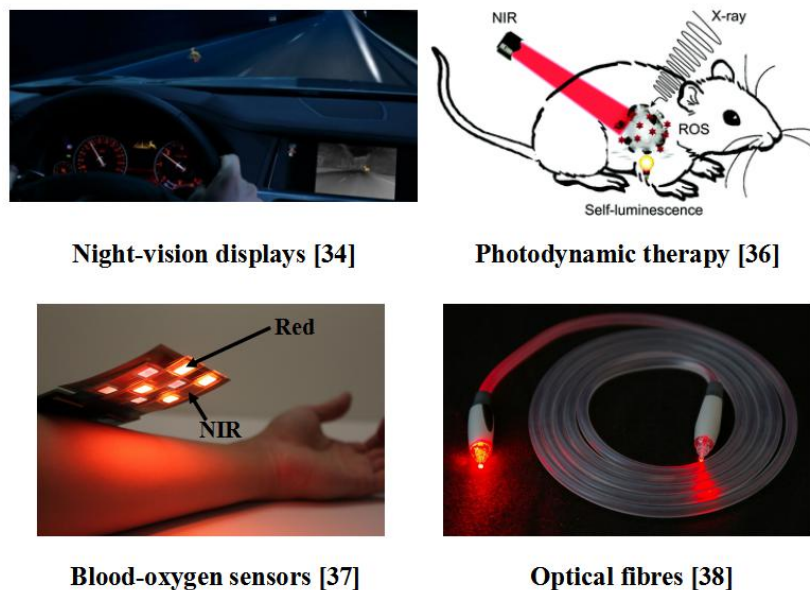 NIR
X-ray
ROS
Self-luminescence
Night-vision displays [34]
Photodynamic therapy [36]
Red
NIR
Blood-oxygen sensors [37]
Optical fibres [38]